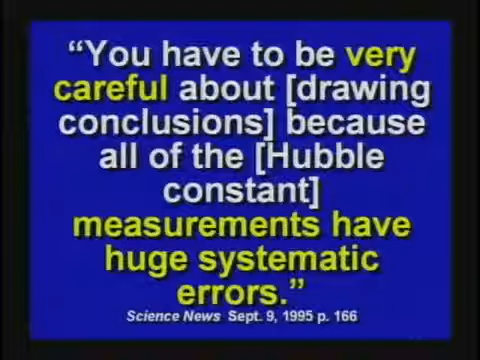 “You have to be very
careful about [drawing
conclusions] because
all of the [Hubble
constant]
measurements have
huge systematic
errors.”
Science News Sept. 9, 1995 p. 166